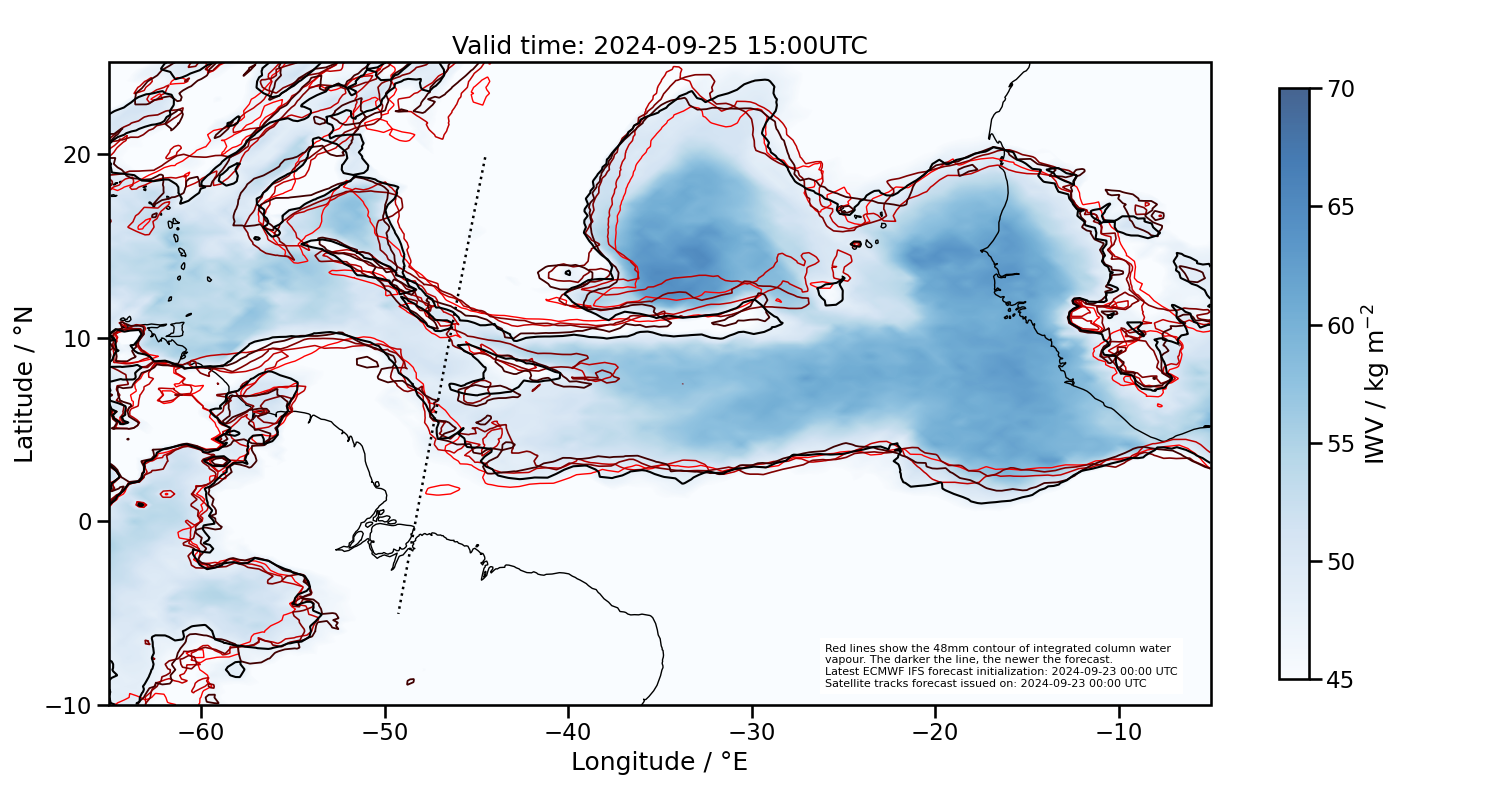 Valid time: 2024-09-25 15:00UTC
20
10
0
−10
Latitude / °N
−60
−50
−40
−30
−20
−10
Longitude / °E
70
65
60
55
50
45
IWV / kg m⁻²
Red lines show the 48mm contour of integrated column water
vapour. The darker the line, the newer the forecast.
Latest ECMWF IFS forecast initialization: 2024-09-23 00:00 UTC
Satellite tracks forecast issued on: 2024-09-23 00:00 UTC